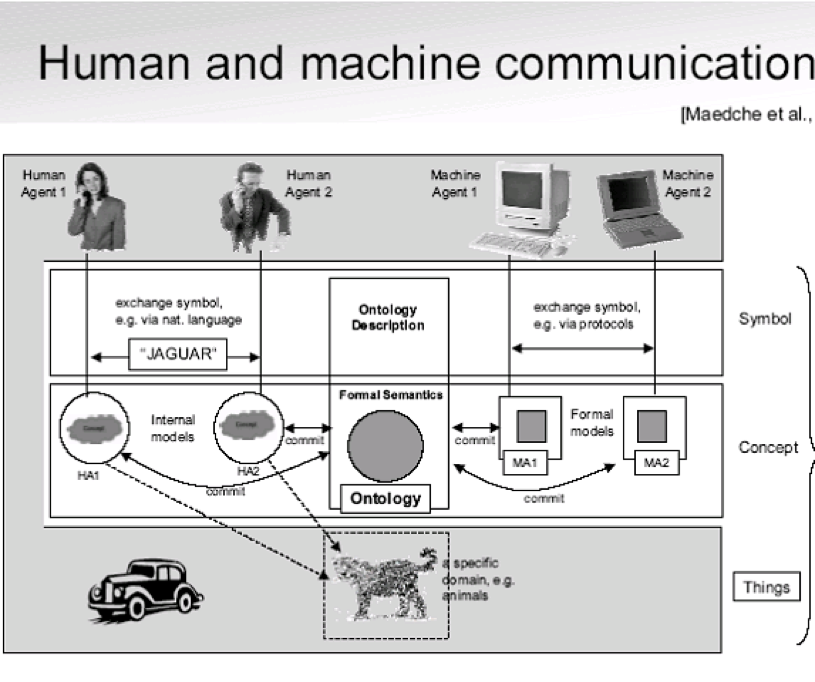 Human and machine communication
[Maedche et al.,
Human
Agent 1
Human
Agent 2
Machine
Agent 1
Machine
Agent 2
exchange symbol,
e.g. via nat. language
"JAGUAR"
Ontology
Description
exchange symbol,
e.g. via protocols
Symbol
Concept
HA1
Internal
models
Concept
HA2
commit
commit
Formal Semantics
Ontology
commit
commit
MA1
Formal
models
MA2
Concept
a specific
domain, e.g.
animals
Things